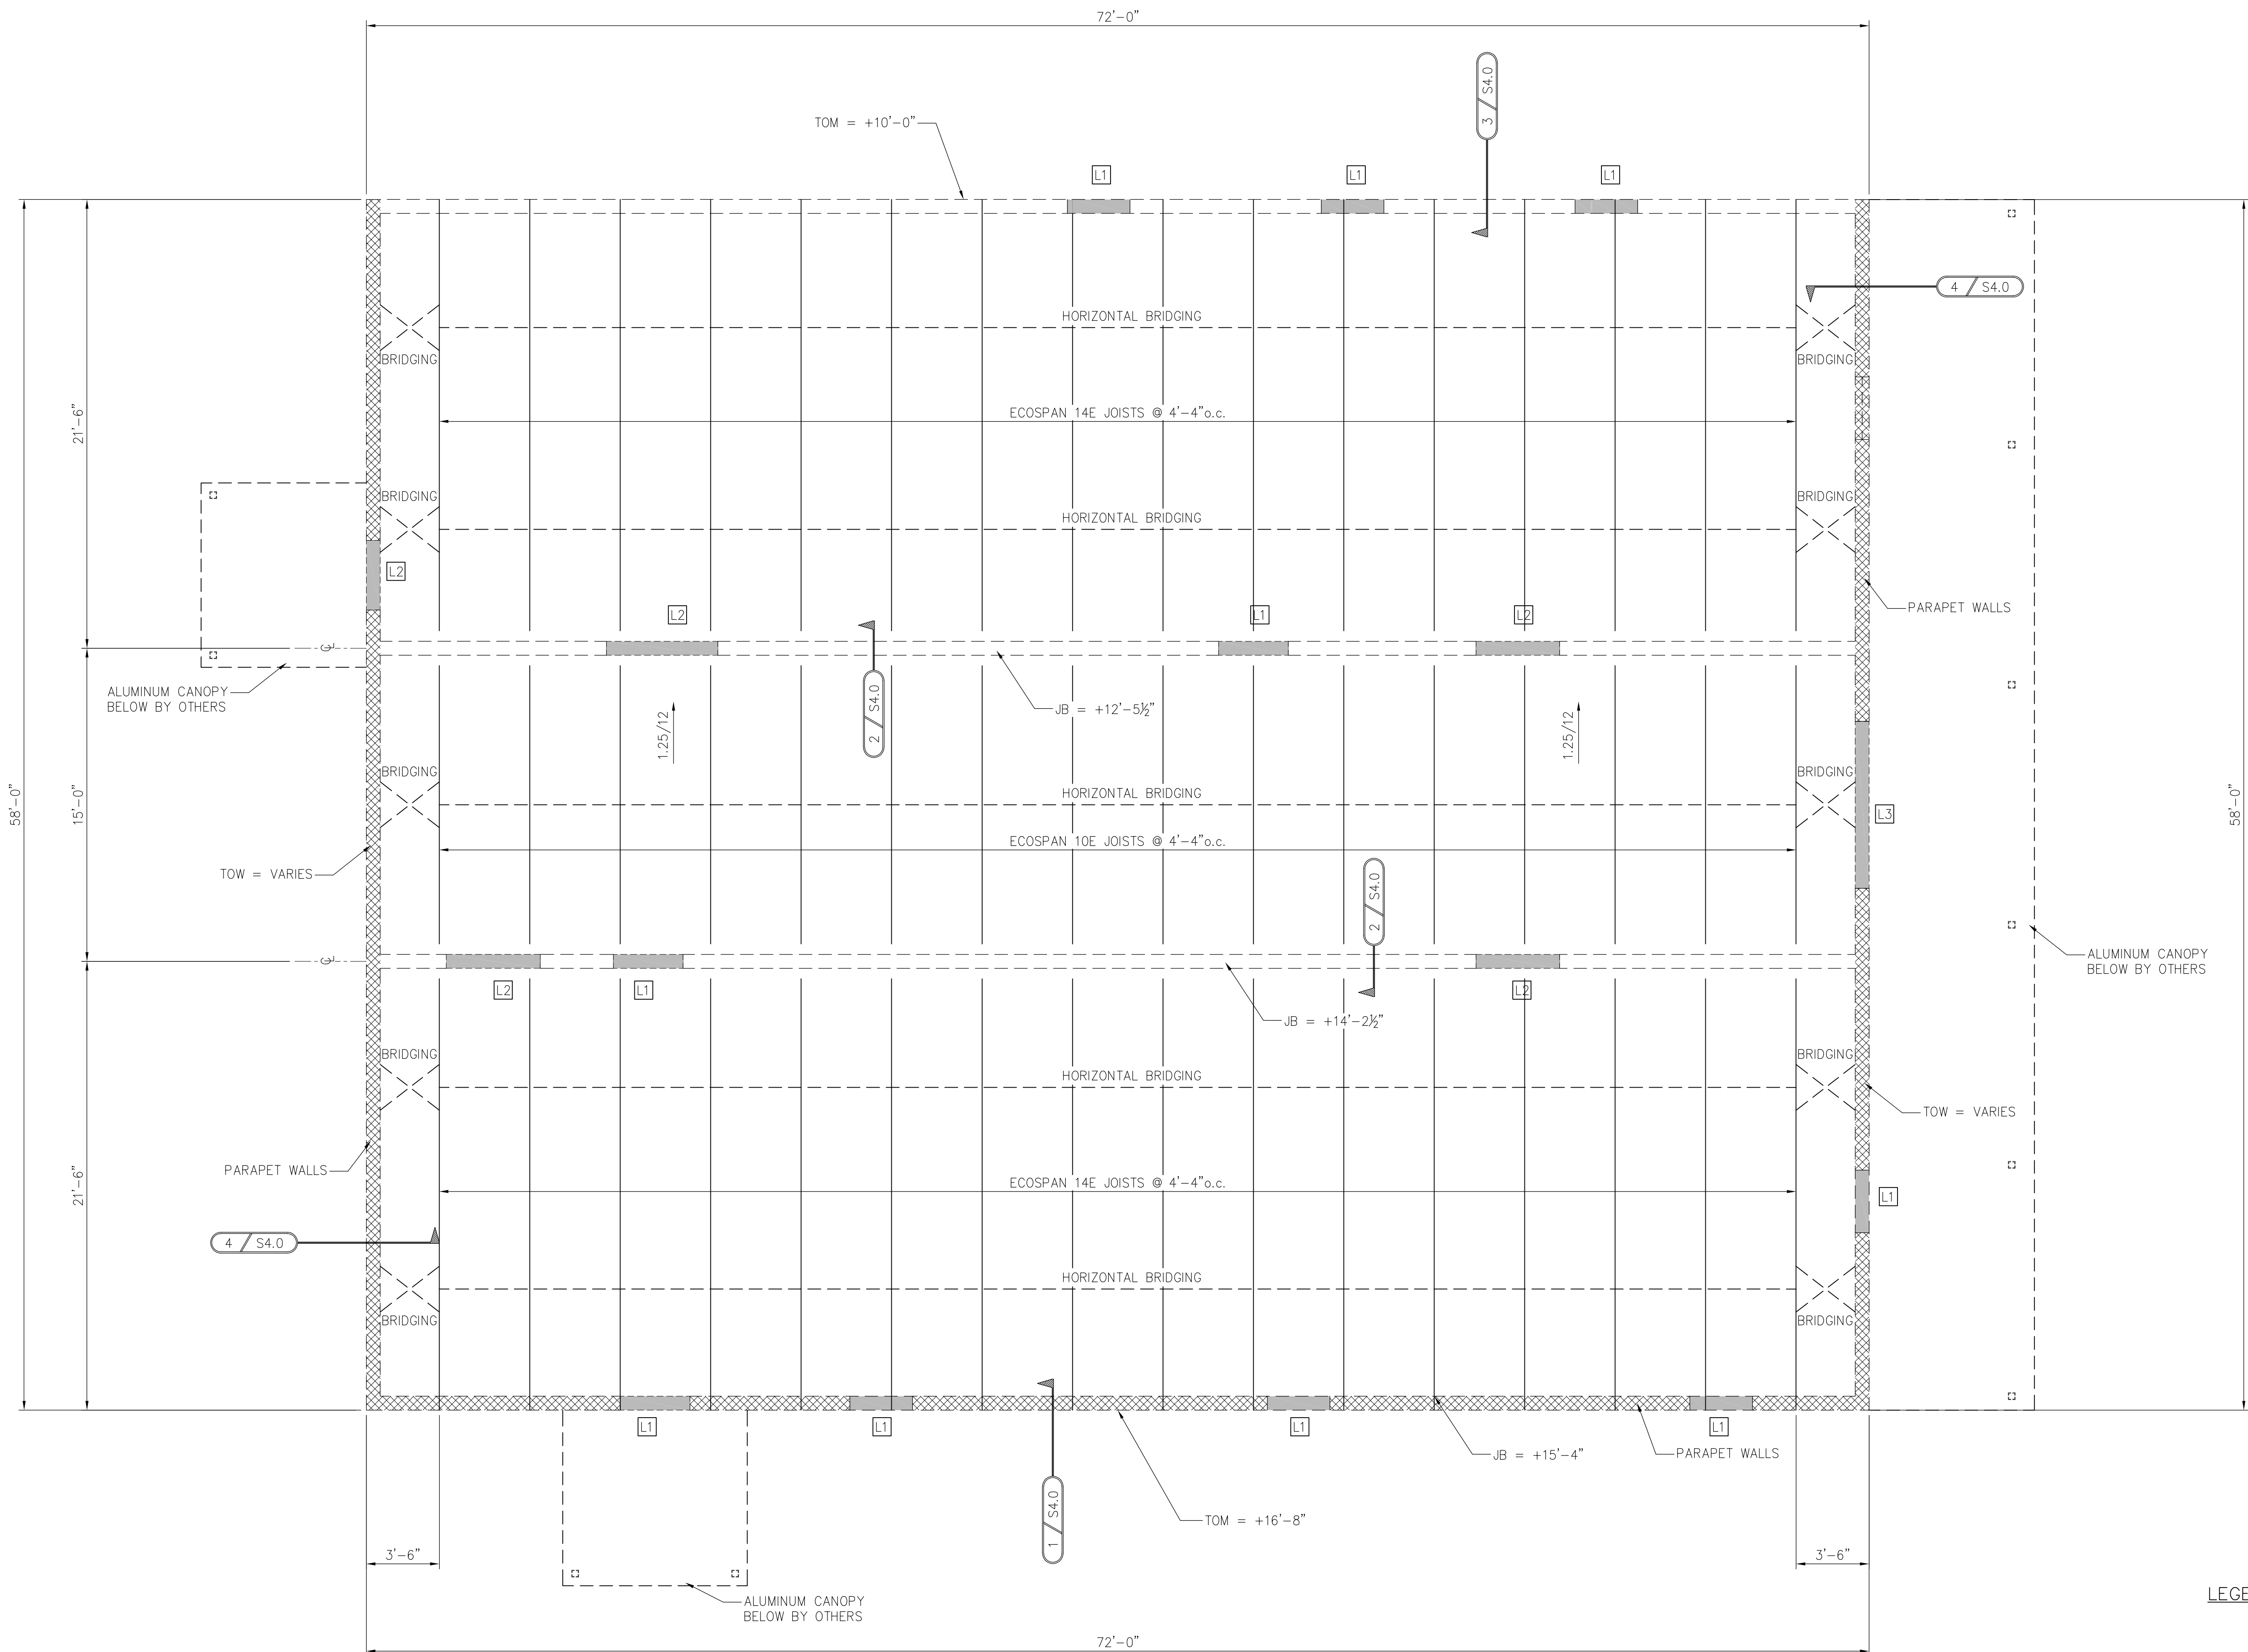 72'-0"
3 / S4.0
TOM = +10'-0"
L1
L1
L1
4 / S4.0
HORIZONTAL BRIDGING
BRIDGING
BRIDGING
ECOSPAN 14E JOISTS @ 4'-4"o.c.
21'-6"
BRIDGING
BRIDGING
HORIZONTAL BRIDGING
L2
PARAPET WALLS
L2
L1
L2
℄
ALUMINUM CANOPY
BELOW BY OTHERS
2 / S4.0
JB = +12'-5½"
1.25/12
1.25/12
BRIDGING
BRIDGING
HORIZONTAL BRIDGING
58'-0"
15'-0"
58'-0"
L3
ECOSPAN 10E JOISTS @ 4'-4"o.c.
TOW = VARIES
2 / S4.0
℄
ALUMINUM CANOPY
BELOW BY OTHERS
L2
L1
L2
JB = +14'-2½"
BRIDGING
BRIDGING
HORIZONTAL BRIDGING
TOW = VARIES
PARAPET WALLS
21'-6"
ECOSPAN 14E JOISTS @ 4'-4"o.c.
L1
4 / S4.0
HORIZONTAL BRIDGING
BRIDGING
BRIDGING
L1
L1
L1
L1
JB = +15'-4"
PARAPET WALLS
1 / S4.0
TOM = +16'-8"
3'-6"
3'-6"
ALUMINUM CANOPY
BELOW BY OTHERS
LEGE
72'-0"